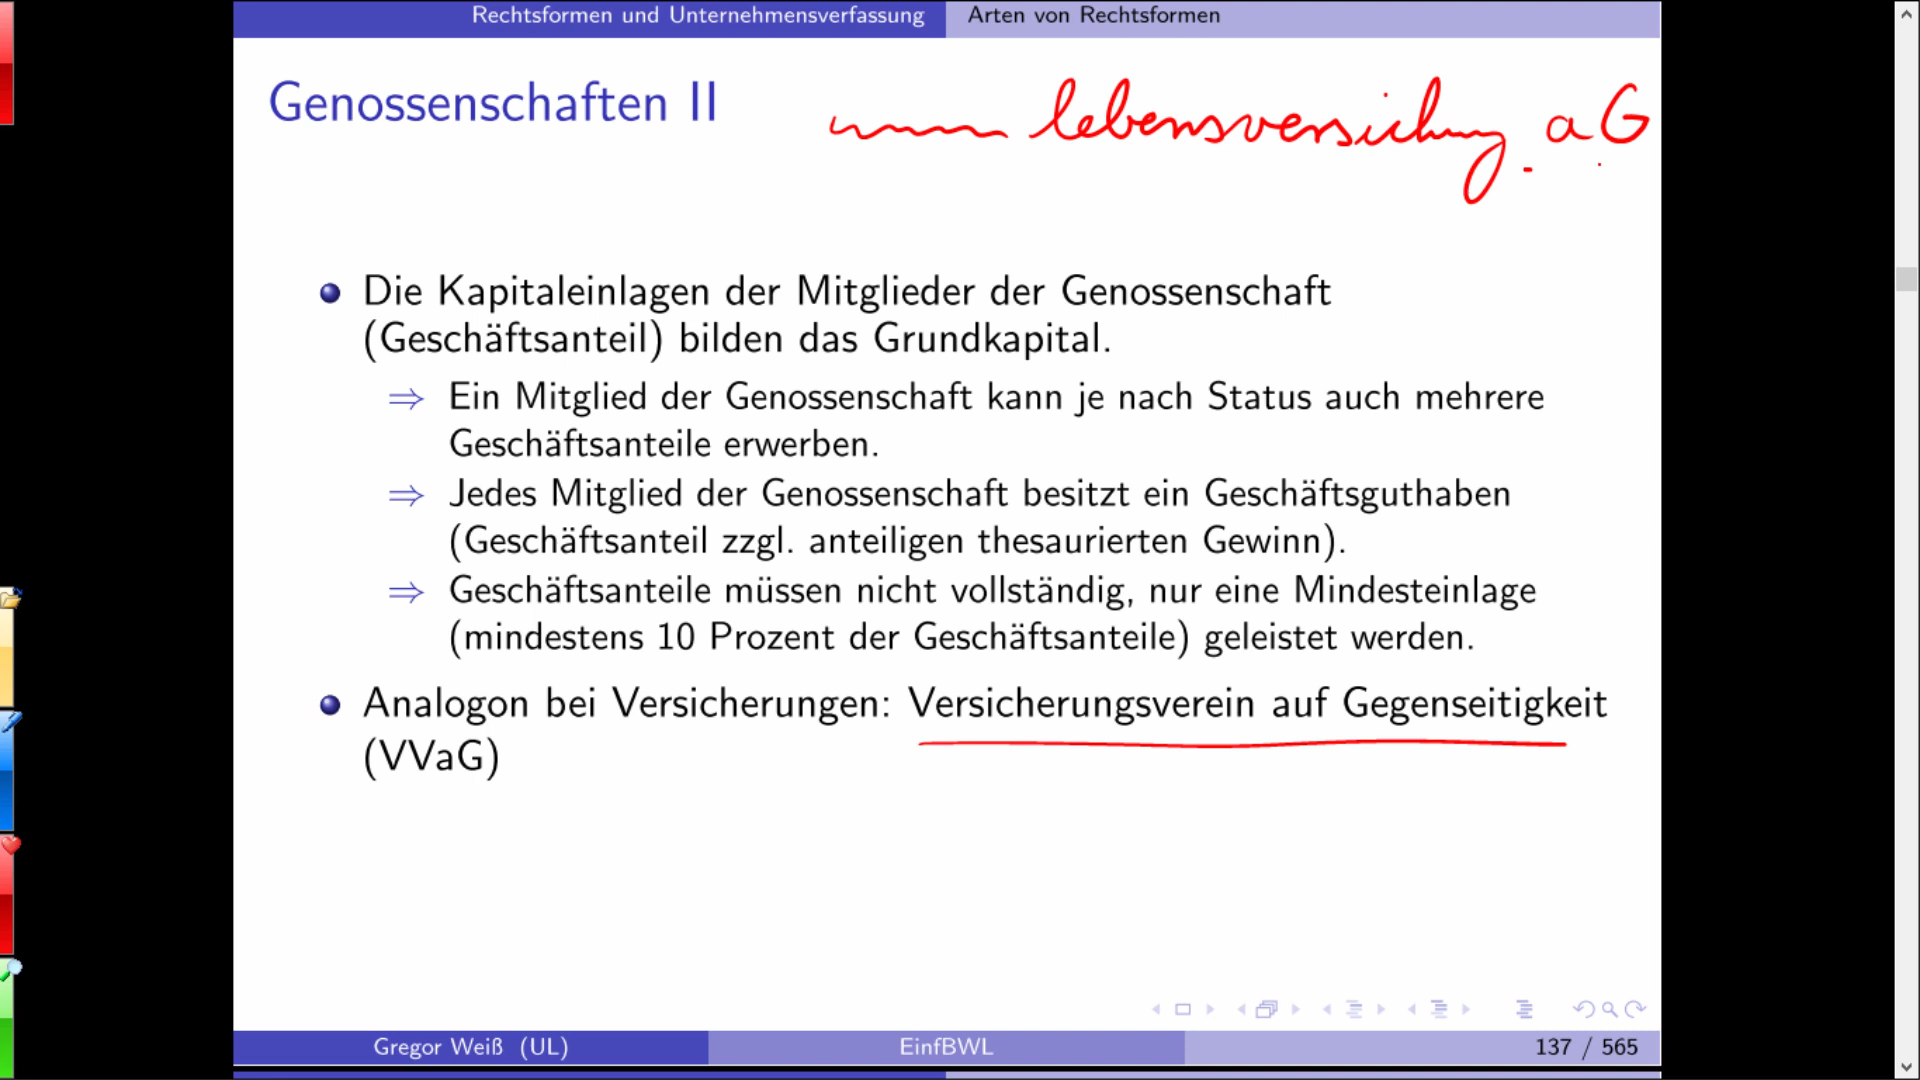 Rechtsformen und Unternehmensverfassung Arten von Rechtsformen
Genossenschaften II
lebensversicherung aG
Die Kapitaleinlagen der Mitglieder der Genossenschaft
(Geschäftsanteil) bilden das Grundkapital.
⇒ Ein Mitglied der Genossenschaft kann je nach Status auch mehrere
Geschäftsanteile erwerben.
⇒ Jedes Mitglied der Genossenschaft besitzt ein Geschäftsguthaben
(Geschäftsanteil zzgl. anteiligen thesaurierten Gewinn).
⇒ Geschäftsanteile müssen nicht vollständig, nur eine Mindesteinlage
(mindestens 10 Prozent der Geschäftsanteile) geleistet werden.
Analogon bei Versicherungen: Versicherungsverein auf Gegenseitigkeit
(VVaG)
Gregor Weiß (UL) EinfBWL 137 / 565